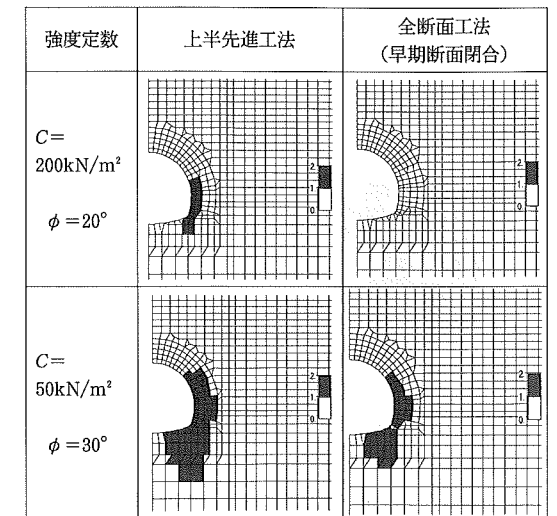 強度定数
上半先進工法
全断面工法
(早期断面閉合)
C=
200kN/m²
φ=20°
2.
1.
0
2.
1.
0
C=
50kN/m²
φ=30°
2.
1.
0
2.
1.
0